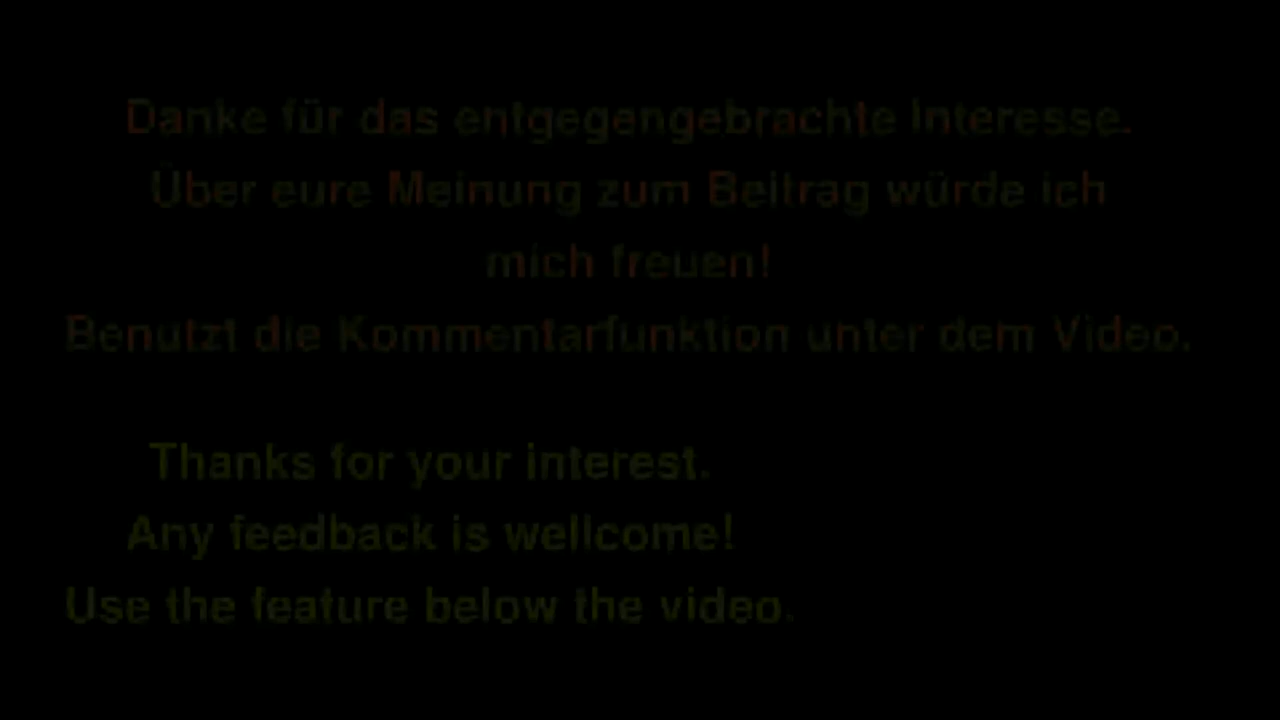 Danke für das entgegengebrachte Interesse.
Über eure Meinung zum Beitrag würde ich
mich freuen!
Benutzt die Kommentarfunktion unter dem Video.
Thanks for your interest.
Any feedback is wellcome!
Use the feature below the video.